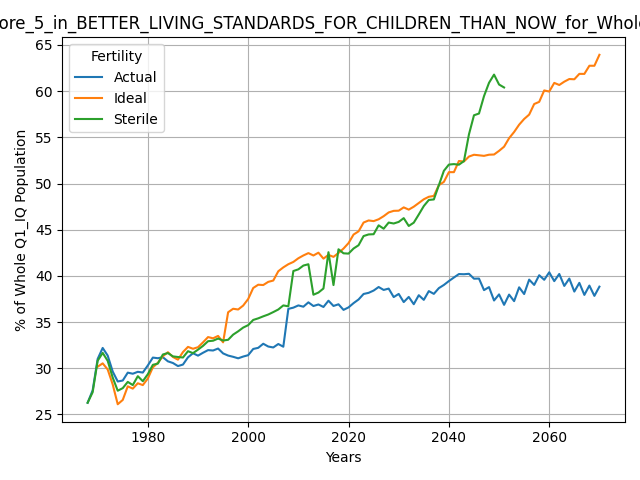 ore_5_in_BETTER_LIVING_STANDARDS_FOR_CHILDREN_THAN_NOW_for_Whole
Fertility
Actual
Ideal
Sterile
% of Whole Q1_IQ Population
65
60
55
50
45
40
35
30
25
1980
2000
2020
2040
2060
Years